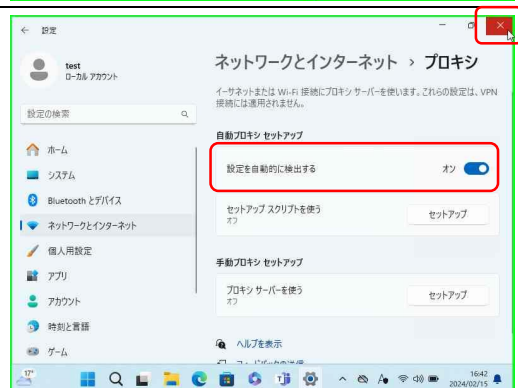 ← 設定
test
ローカル アカウント
設定の検索
ホーム
システム
Bluetooth とデバイス
ネットワークとインターネット
個人用設定
アプリ
アカウント
時刻と言語
ゲーム
ネットワークとインターネット › プロキシ
イーサネットまたは Wi-Fi 接続にプロキシ サーバーを使います。これらの設定は、VPN
接続には適用されません。
自動プロキシ セットアップ
設定を自動的に検出する
オン
セットアップ スクリプトを使う
オフ
セットアップ
手動プロキシ セットアップ
プロキシ サーバーを使う
オフ
セットアップ
ヘルプを表示
フィードバックの送信
17°
A
16:42
2024/02/15